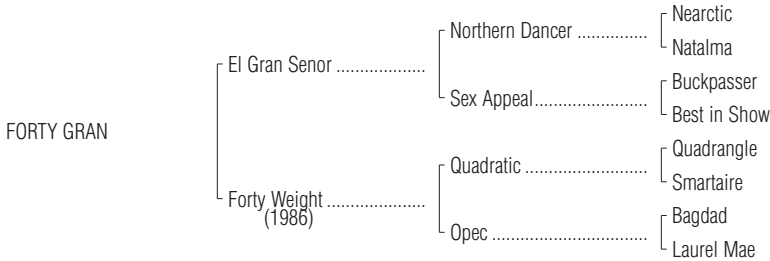 Nearctic
Northern Dancer ...............
Natalma
El Gran Senor ...................
Buckpasser
Sex Appeal........................
Best in Show
FORTY GRAN
Quadrangle
Quadratic ..........................
Smartaire
Forty Weight .....................
(1986)
Bagdad
Opec .................................
Laurel Mae